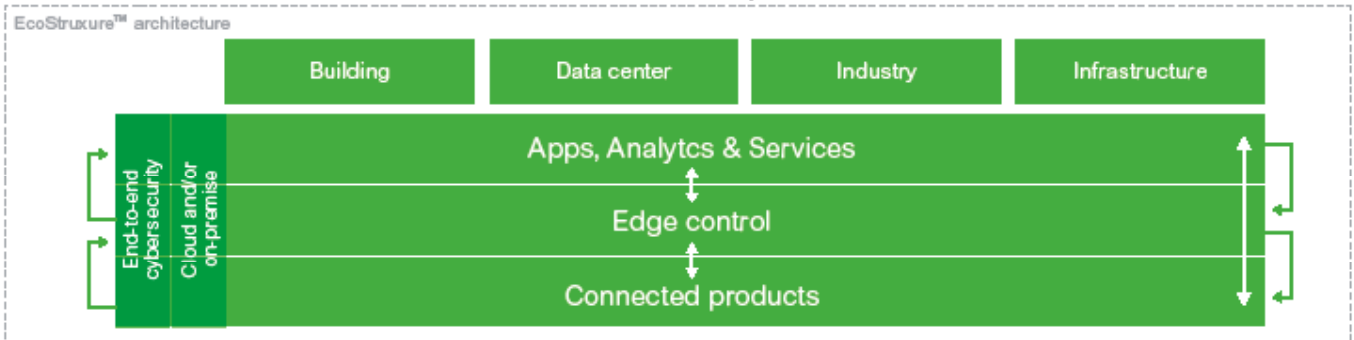 EcoStruxure™ architecture
Building
Data center
Industry
Infrastructure
End-to-end
cybersecurity
Cloud and/or
on-premise
Apps, Analytcs & Services
Edge control
Connected products